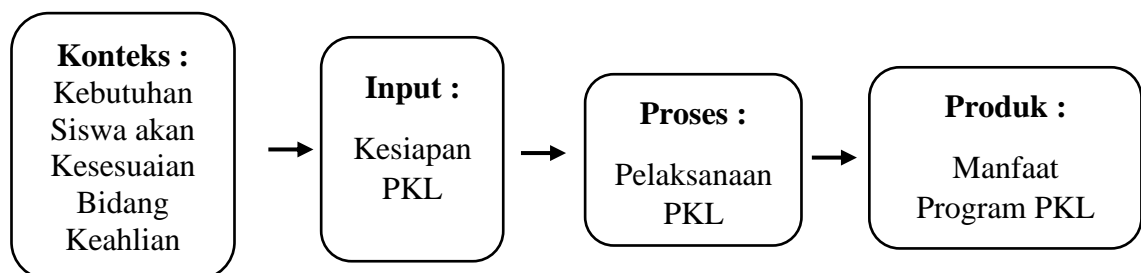 Konteks :
Kebutuhan
Siswa akan
Kesesuaian
Bidang
Keahlian
Input :
Kesiapan
PKL
Proses :
Pelaksanaan
PKL
Produk :
Manfaat
Program PKL